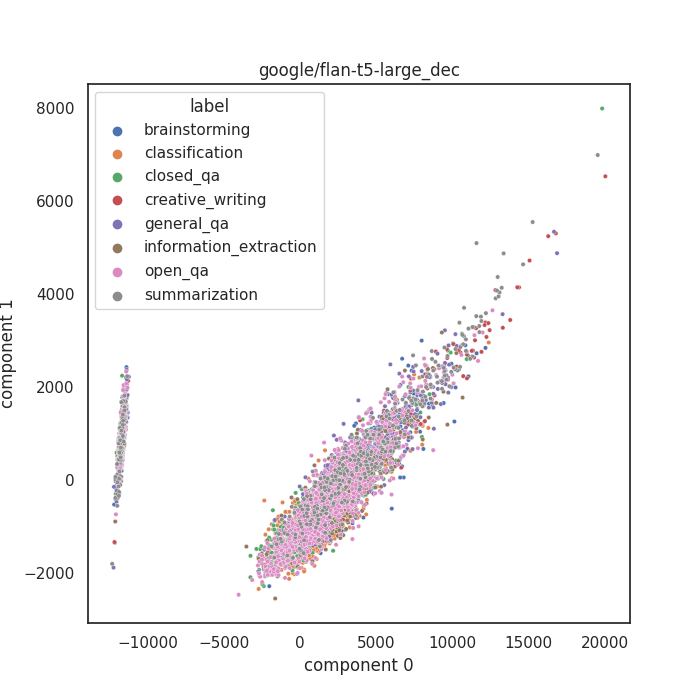 google/flan-t5-large_dec
label
brainstorming
classification
closed_qa
creative_writing
general_qa
information_extraction
open_qa
summarization
8000
6000
4000
2000
0
−2000
component 1
−10000
−5000
0
5000
10000
15000
20000
component 0